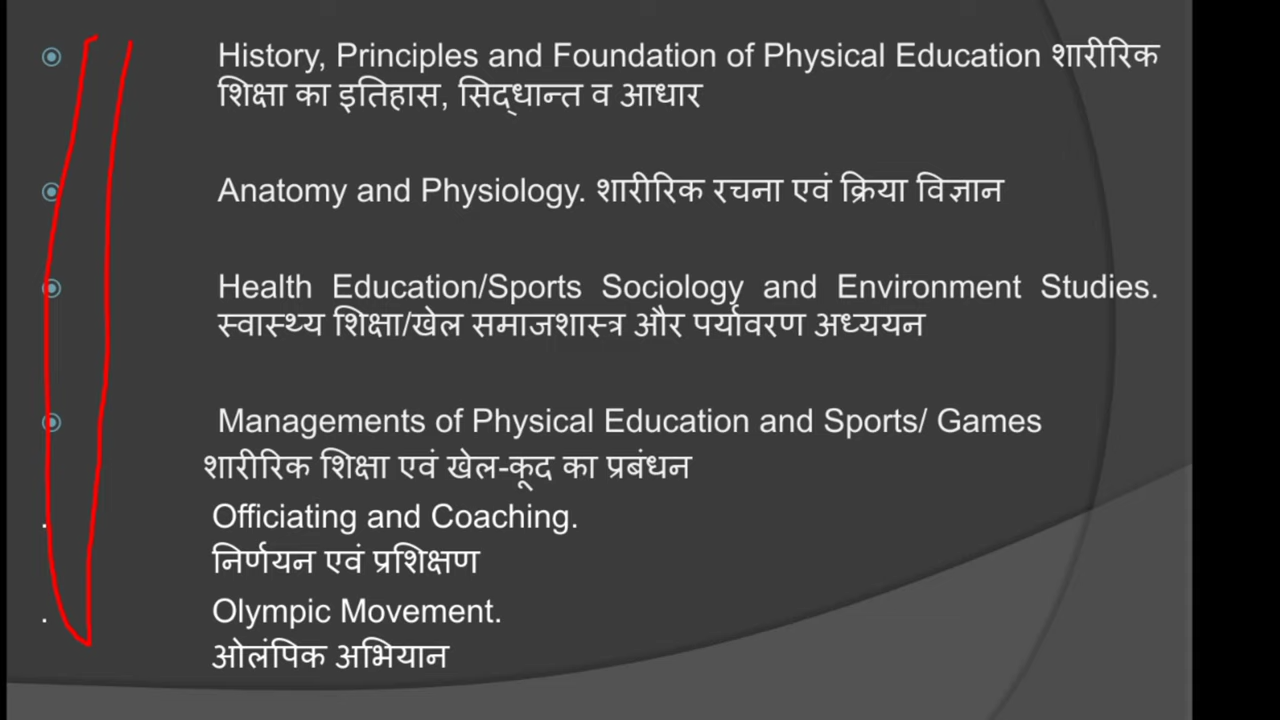 History, Principles and Foundation of Physical Education शारीरिक
शिक्षा का इतिहास, सिद्धान्त व आधार
Anatomy and Physiology. शारीरिक रचना एवं क्रिया विज्ञान
Health Education/Sports Sociology and Environment Studies.
स्वास्थ्य शिक्षा/खेल समाजशास्त्र और पर्यावरण अध्ययन
Managements of Physical Education and Sports/ Games
शारीरिक शिक्षा एवं खेल-कूद का प्रबंधन
. Officiating and Coaching.
निर्णयन एवं प्रशिक्षण
. Olympic Movement.
ओलंपिक अभियान